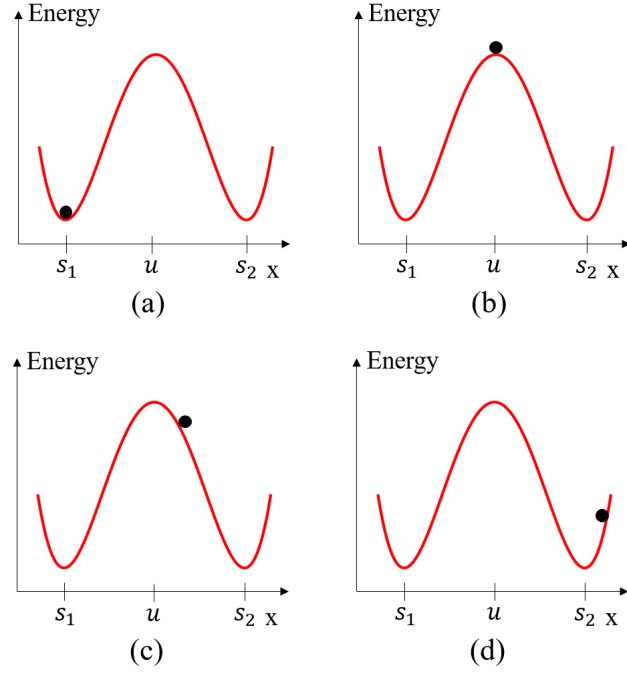 Energy Energy
s₁ u s₂ x s₁ u s₂ x
(a) (b)
Energy Energy
s₁ u s₂ x s₁ u s₂ x
(c) (d)